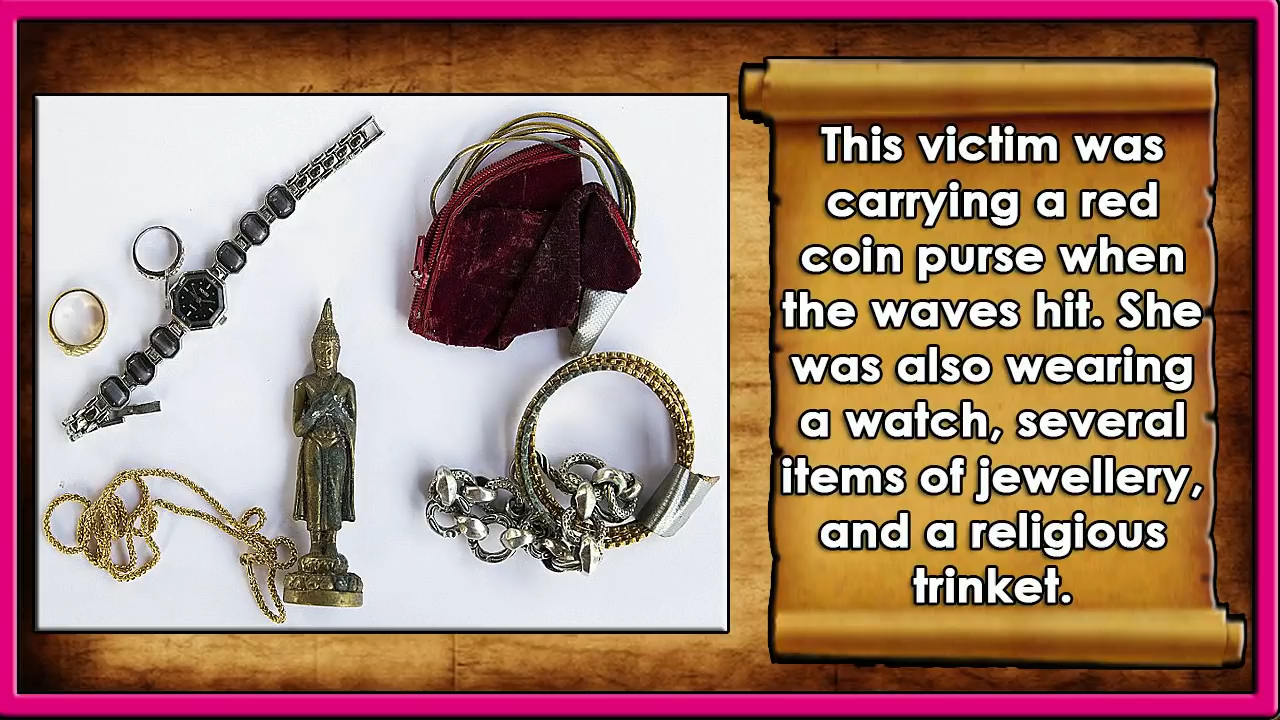 This victim was
carrying a red
coin purse when
the waves hit. She
was also wearing
a watch, several
items of jewellery,
and a religious
trinket.